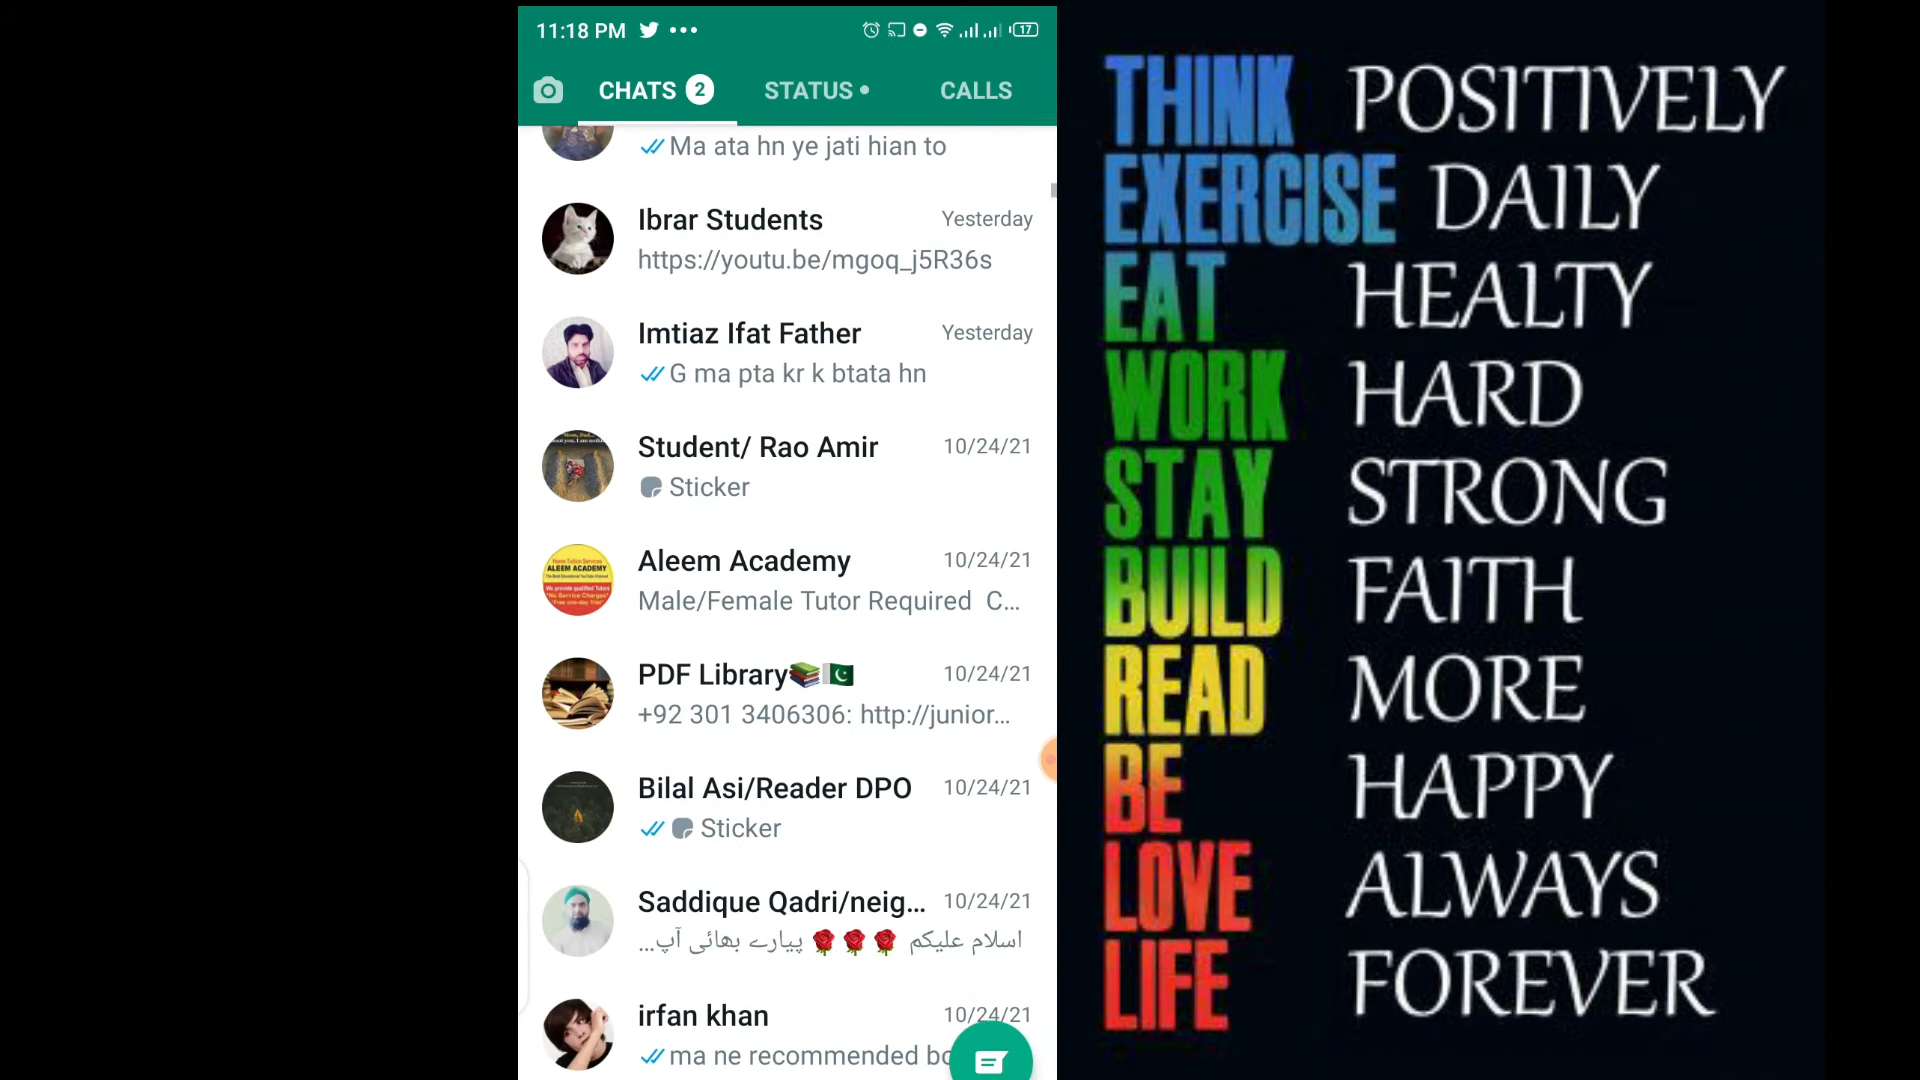 11:18 PM
17
CHATS 2
STATUS
CALLS
Ma ata hn ye jati hian to
Ibrar Students
Yesterday
https://youtu.be/mgoq_j5R36s
Imtiaz Ifat Father
Yesterday
G ma pta kr k btata hn
Student/ Rao Amir
10/24/21
Sticker
ALEEM ACADEMY
Aleem Academy
10/24/21
Male/Female Tutor Required C...
PDF Library📚🇵🇰
10/24/21
+92 301 3406306: http://junior...
Bilal Asi/Reader DPO
10/24/21
Sticker
Saddique Qadri/neig...
10/24/21
اسلام علیکم 🌹🌹🌹 پیارے بھائی آپ...
irfan khan
10/24/21
ma ne recommended
THINK POSITIVELY
EXERCISE DAILY
EAT HEALTY
WORK HARD
STAY STRONG
BUILD FAITH
READ MORE
BE HAPPY
LOVE ALWAYS
LIFE FOREVER